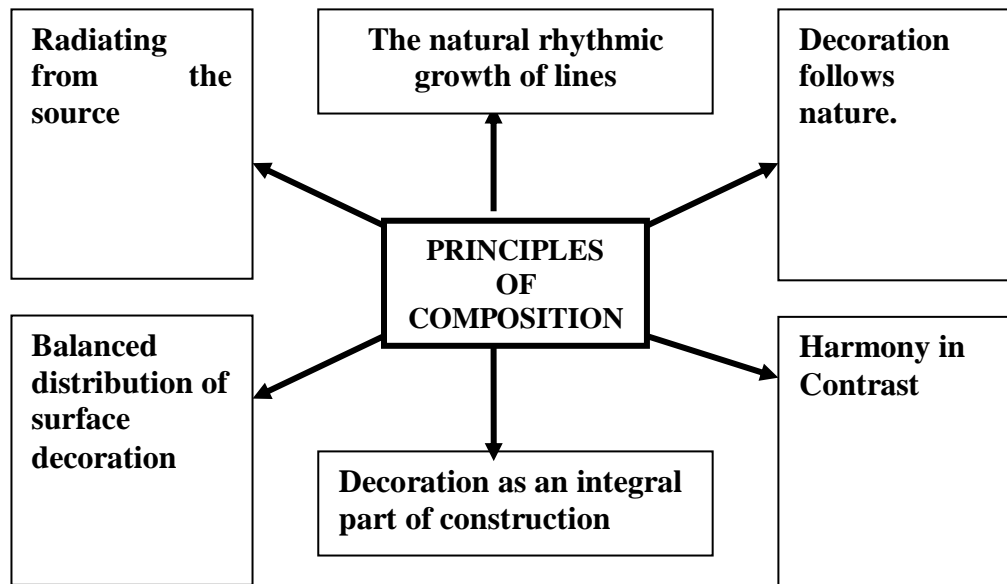 Radiating
from the
source
The natural rhythmic
growth of lines
Decoration
follows
nature.
PRINCIPLES
OF
COMPOSITION
Balanced
distribution of
surface
decoration
Decoration as an integral
part of construction
Harmony in
Contrast